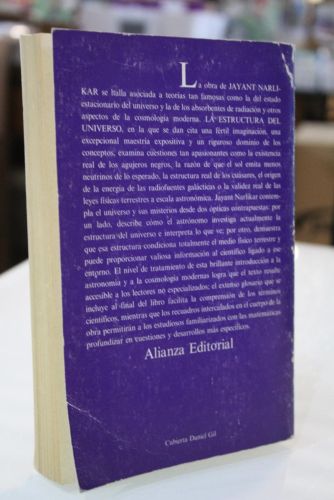 La obra de JAYANT NARLI-
KAR se halla asociada a teorías tan famosas como la del estado
estacionario del universo y la de los absorbentes de radiación y otros
aspectos de la cosmología moderna. LA ESTRUCTURA DEL
UNIVERSO, en la que se dan cita una fértil imaginación, una
excepcional maestría expositiva y un riguroso dominio de los
conceptos, examina cuestiones tan apasionantes como la existencia
real de los agujeros negros, la razón de que el sol emita menos
neutrinos de lo esperado, la estructura real de los cuásares, el origen
de la energía de las radiofuentes galácticas o la validez real de las
leyes físicas terrestres a escala astronómica. Jayant Narlikar contem-
pla el universo y sus misterios desde dos ópticas contrapuestas: por
un lado, describe cómo el astrónomo investiga actualmente la
estructura del universo e interpreta lo que ve; por otro, demuestra
que esa estructura condiciona totalmente el medio físico terrestre y
puede proporcionar valiosa información al científico ligado a ese
entorno. El nivel de tratamiento de esta brillante introducción a la
astronomía y a la cosmología modernas logra que el texto resulte
accesible a los lectores no especializados; el extenso glosario que se
incluye al final del libro facilita la comprensión de los términos
científicos, mientras que los recuadros intercalados en el cuerpo de la
obra permitirán a los estudiosos familiarizados con las matemáticas
profundizar en cuestiones y desarrollos más específicos.
Alianza Editorial
Cubierta Daniel Gil